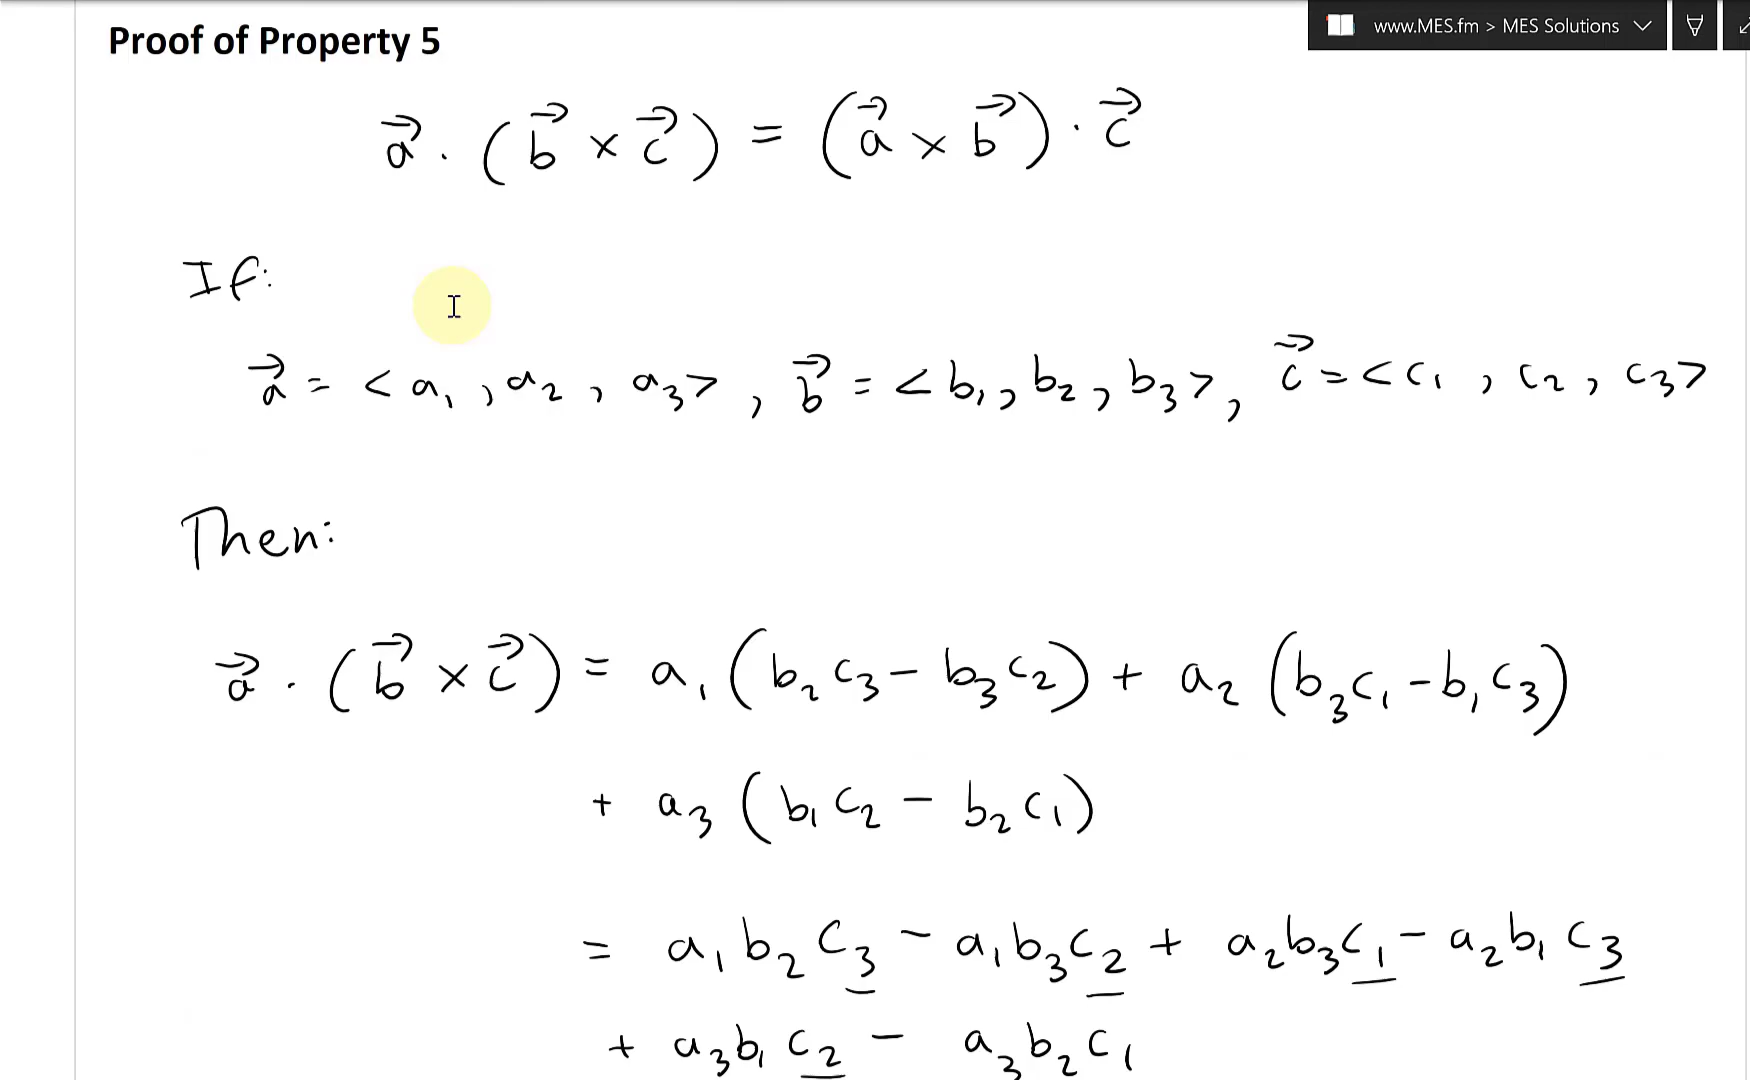 Proof of Property 5
www.MES.fm > MES Solutions
a⃗ · (b⃗ × c⃗) = (a⃗ × b⃗) · c⃗
If:
a⃗ = <a₁, a₂, a₃>, b⃗ = <b₁, b₂, b₃>, c⃗ = <c₁, c₂, c₃>
Then:
a⃗ · (b⃗ × c⃗) = a₁(b₂c₃ − b₃c₂) + a₂(b₃c₁ − b₁c₃)
+ a₃(b₁c₂ − b₂c₁)
= a₁b₂c₃ − a₁b₃c₂ + a₂b₃c₁ − a₂b₁c₃
+ a₃b₁c₂ − a₃b₂c₁